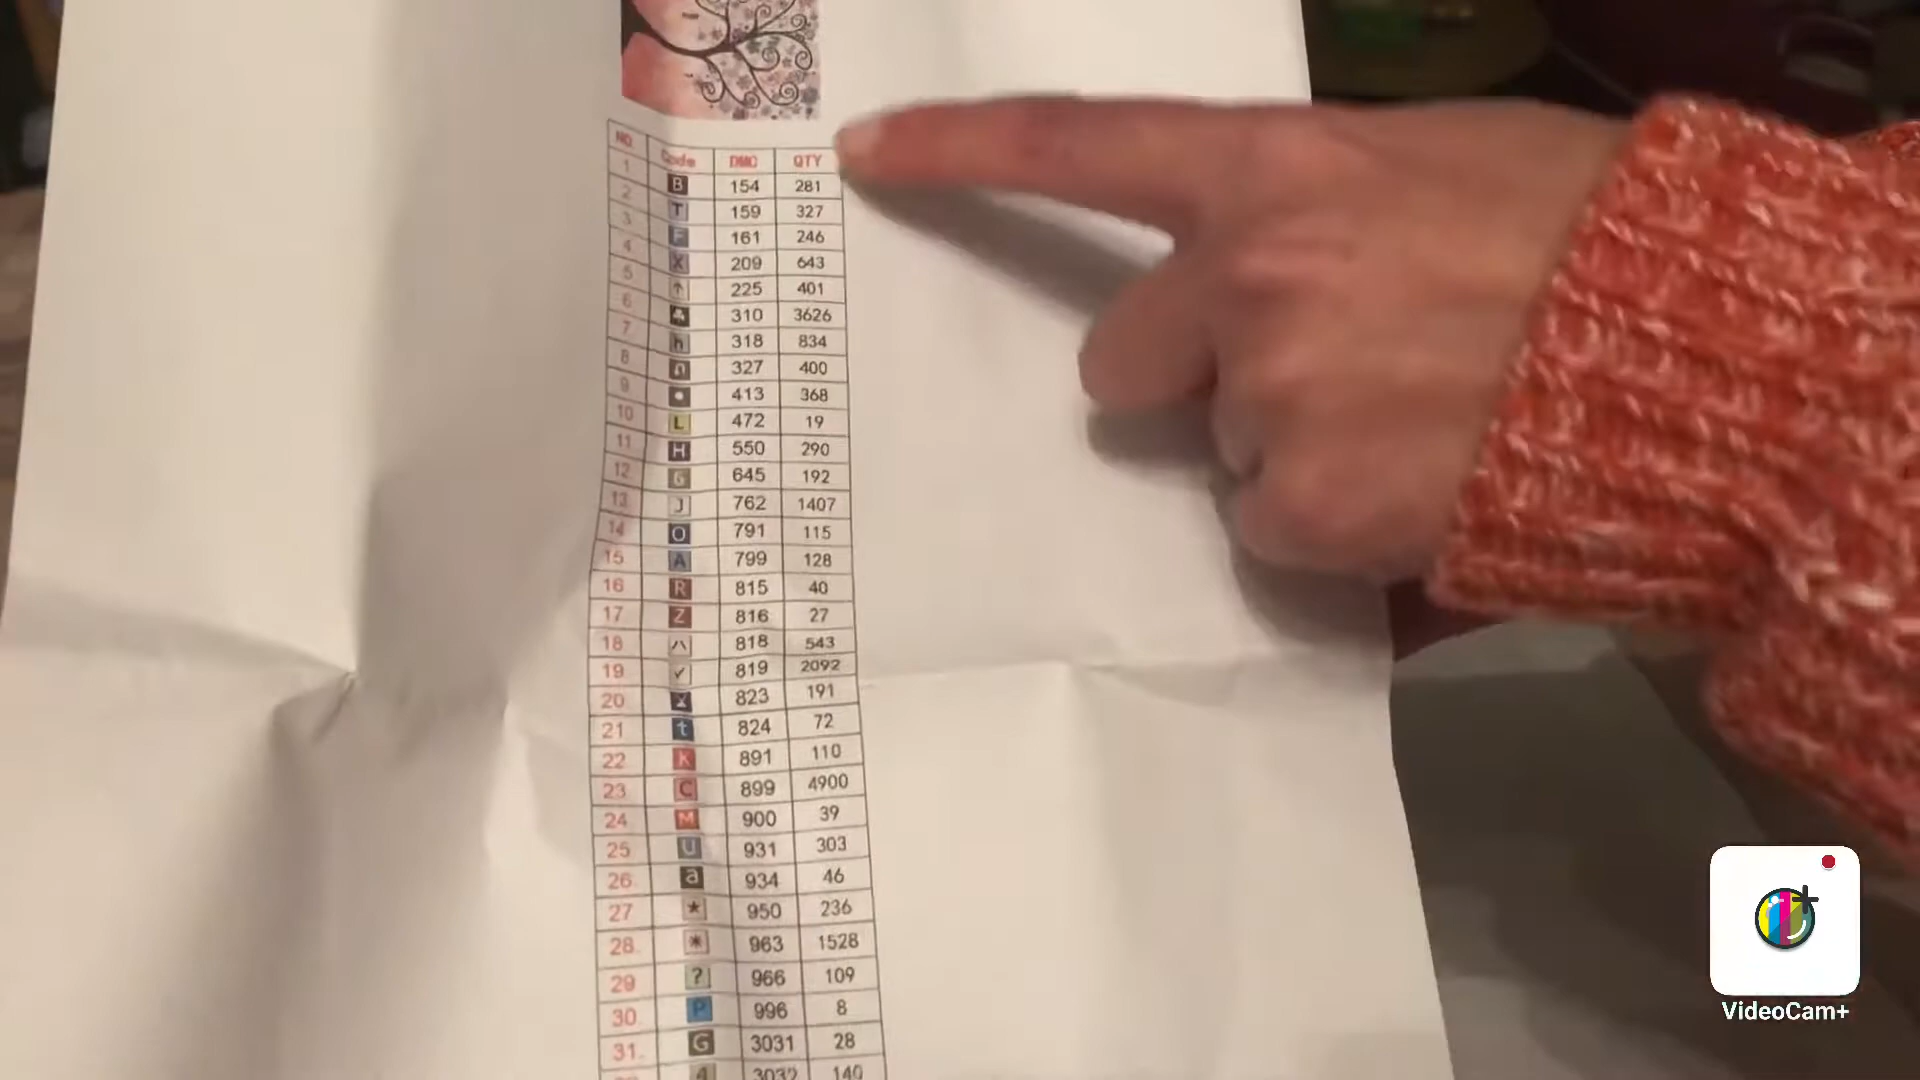 NO. Code DMC QTY
1 B 154 281
2 T 159 327
3 F 161 246
4 X 209 643
5 ↑ 225 401
6 ♣ 310 3626
7 h 318 834
8 327 400
9 ● 413 368
10 L 472 19
11 H 550 290
12 G 645 192
13 J 762 1407
14 O 791 115
15 A 799 128
16 R 815 40
17 Z 816 27
18 ハ 818 543
19 ✓ 819 2092
20 823 191
21 t 824 72
22 K 891 110
23 C 899 4900
24 M 900 39
25 U 931 303
26 a 934 46
27 ★ 950 236
28 * 963 1528
29 ? 966 109
30 P 996 8
31 G 3031 28
4 3032 140
VideoCam+